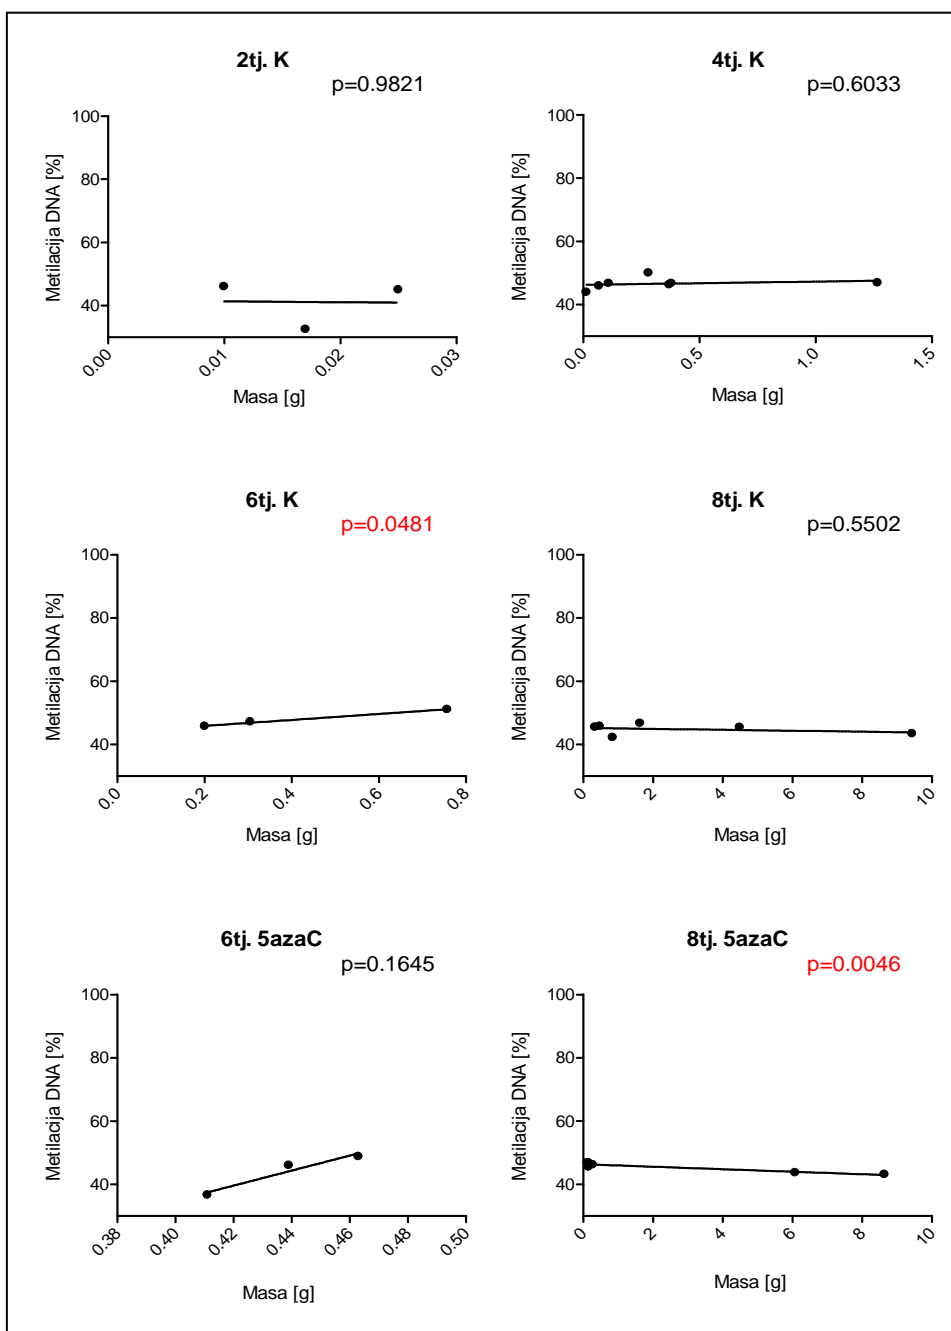 2tj. K
p=0.9821
Metilacija DNA [%]
100
80
60
40
0.00
0.01
0.02
0.03
Masa [g]
4tj. K
p=0.6033
Metilacija DNA [%]
100
80
60
40
0.0
0.5
1.0
1.5
Masa [g]
6tj. K
p=0.0481
Metilacija DNA [%]
100
80
60
40
0.0
0.2
0.4
0.6
0.8
Masa [g]
8tj. K
p=0.5502
Metilacija DNA [%]
100
80
60
40
0
2
4
6
8
10
Masa [g]
6tj. 5azaC
p=0.1645
Metilacija DNA [%]
100
80
60
40
0.38
0.40
0.42
0.44
0.46
0.50
Masa [g]
8tj. 5azaC
p=0.0046
Metilacija DNA [%]
100
80
60
40
0
2
4
6
8
10
Masa [g]